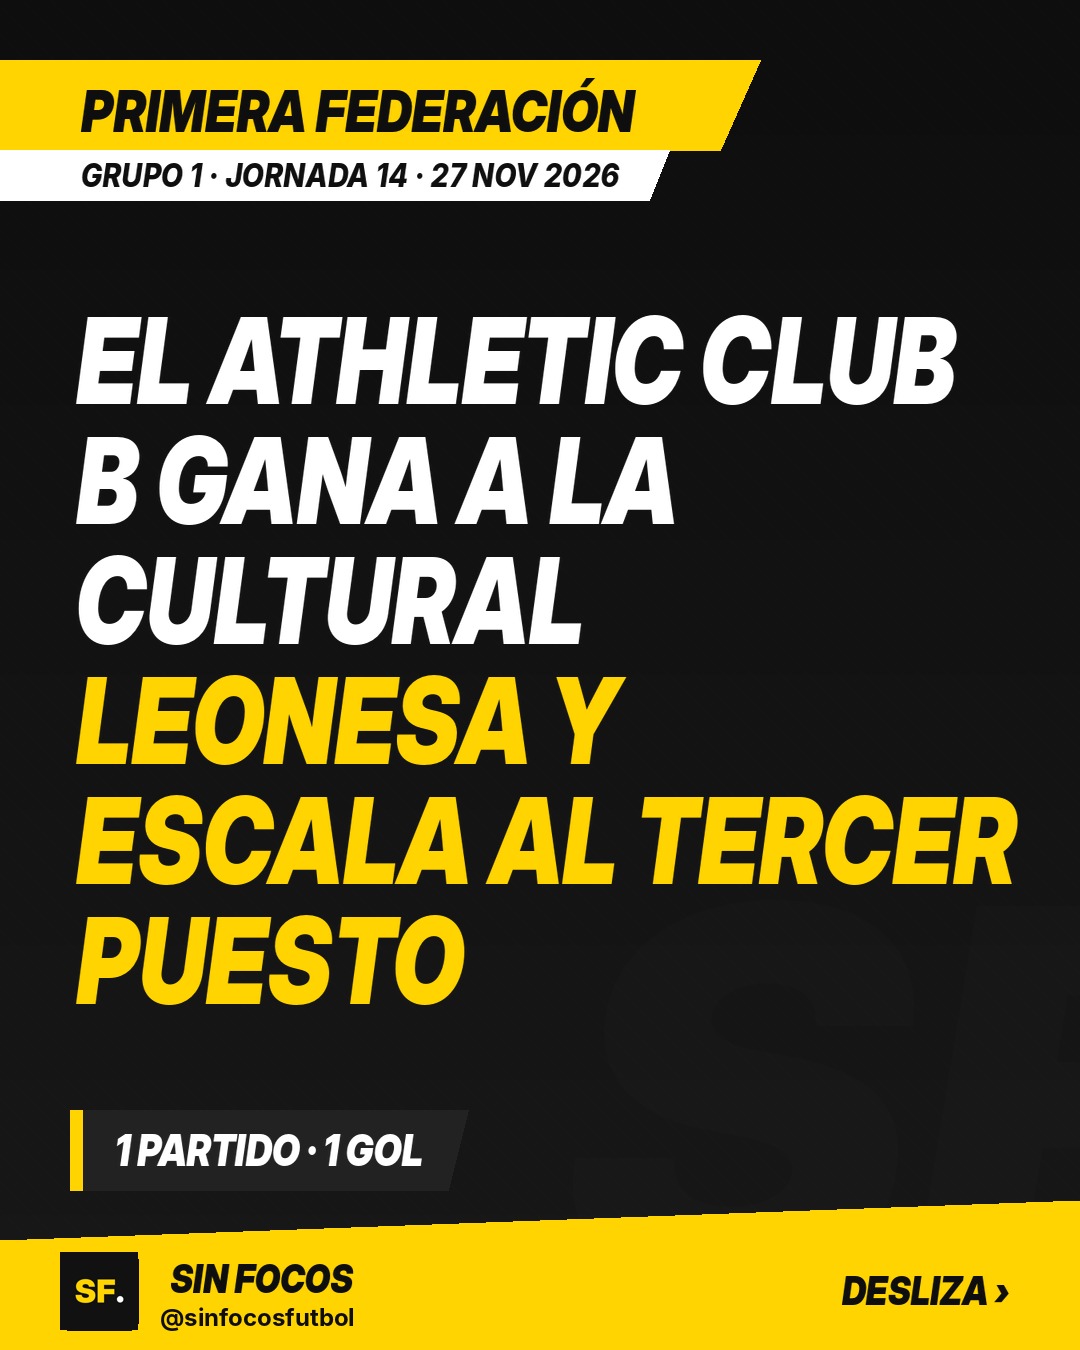 PRIMERA FEDERACIÓN
GRUPO 1 · JORNADA 14 · 27 NOV 2026
EL ATHLETIC CLUB
B GANA A LA
CULTURAL
LEONESA Y
ESCALA AL TERCER
PUESTO
1 PARTIDO · 1 GOL
SF.
SIN FOCOS
@sinfocosfutbol
DESLIZA ›
SF